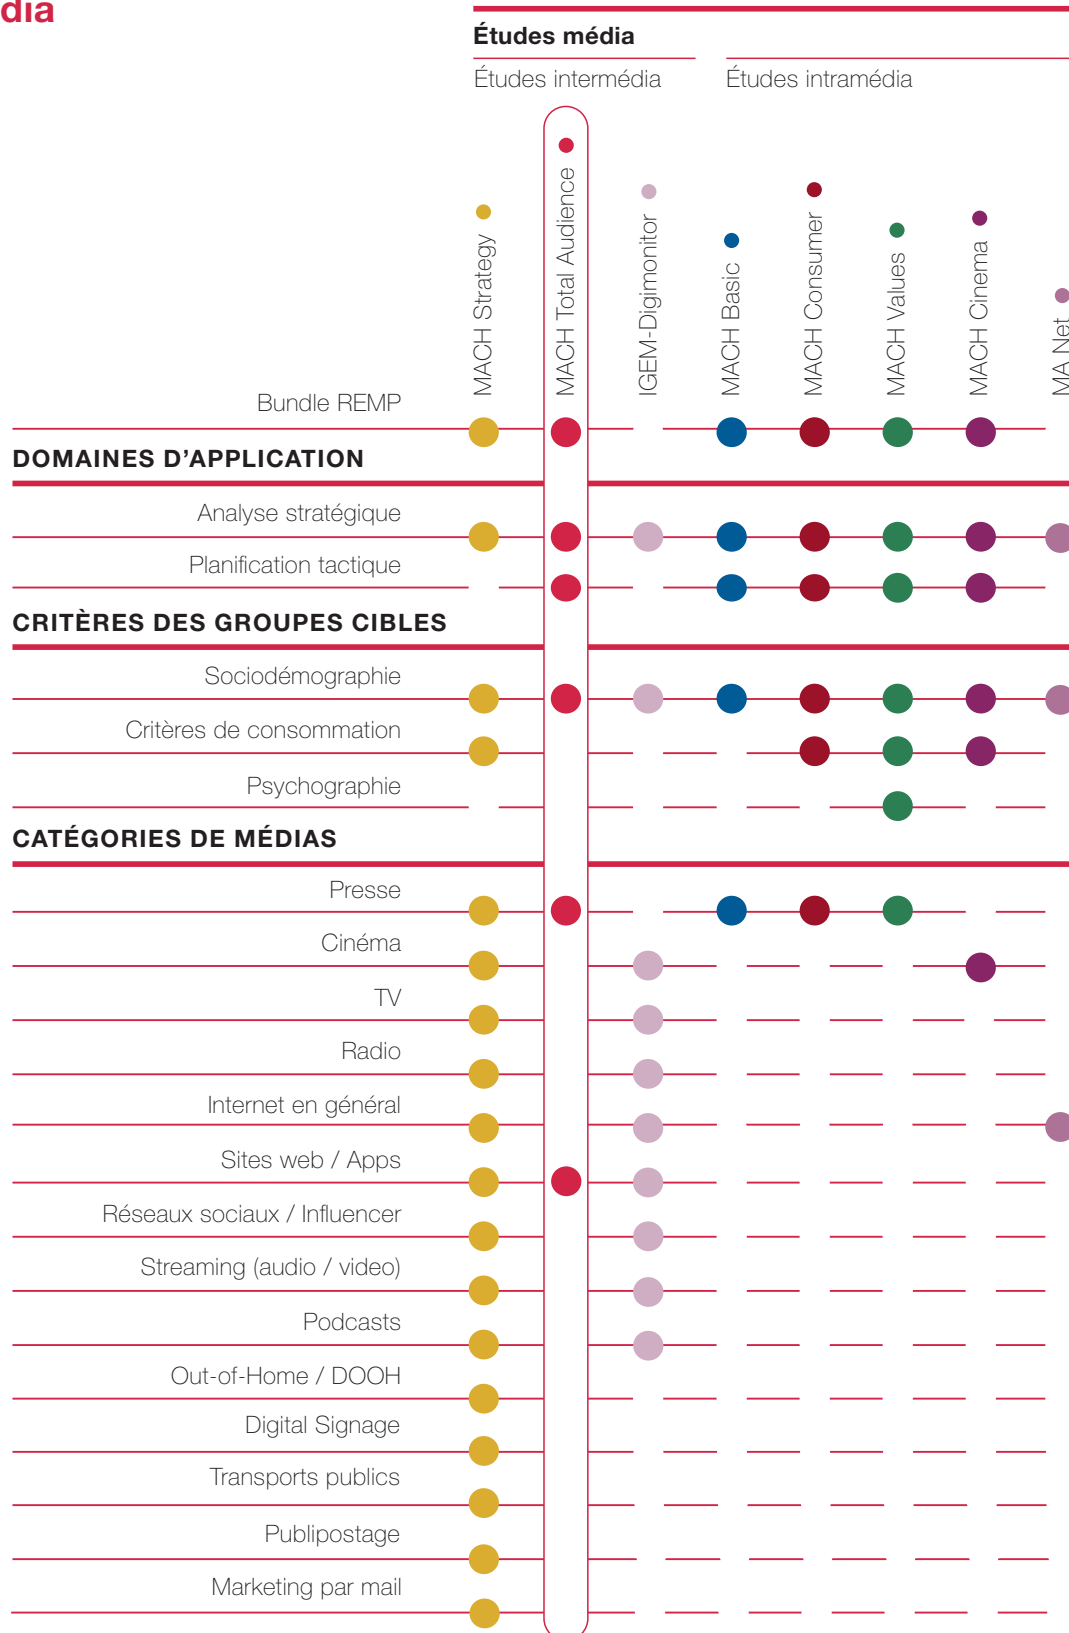 dia
Études média
Études intermédia
Études intramédia
MACH Strategy
MACH Total Audience
IGEM-Digimonitor
MACH Basic
MACH Consumer
MACH Values
MACH Cinema
MA Net
Bundle REMP
DOMAINES D'APPLICATION
Analyse stratégique
Planification tactique
CRITÈRES DES GROUPES CIBLES
Sociodémographie
Critères de consommation
Psychographie
CATÉGORIES DE MÉDIAS
Presse
Cinéma
TV
Radio
Internet en général
Sites web / Apps
Réseaux sociaux / Influencer
Streaming (audio / video)
Podcasts
Out-of-Home / DOOH
Digital Signage
Transports publics
Publipostage
Marketing par mail